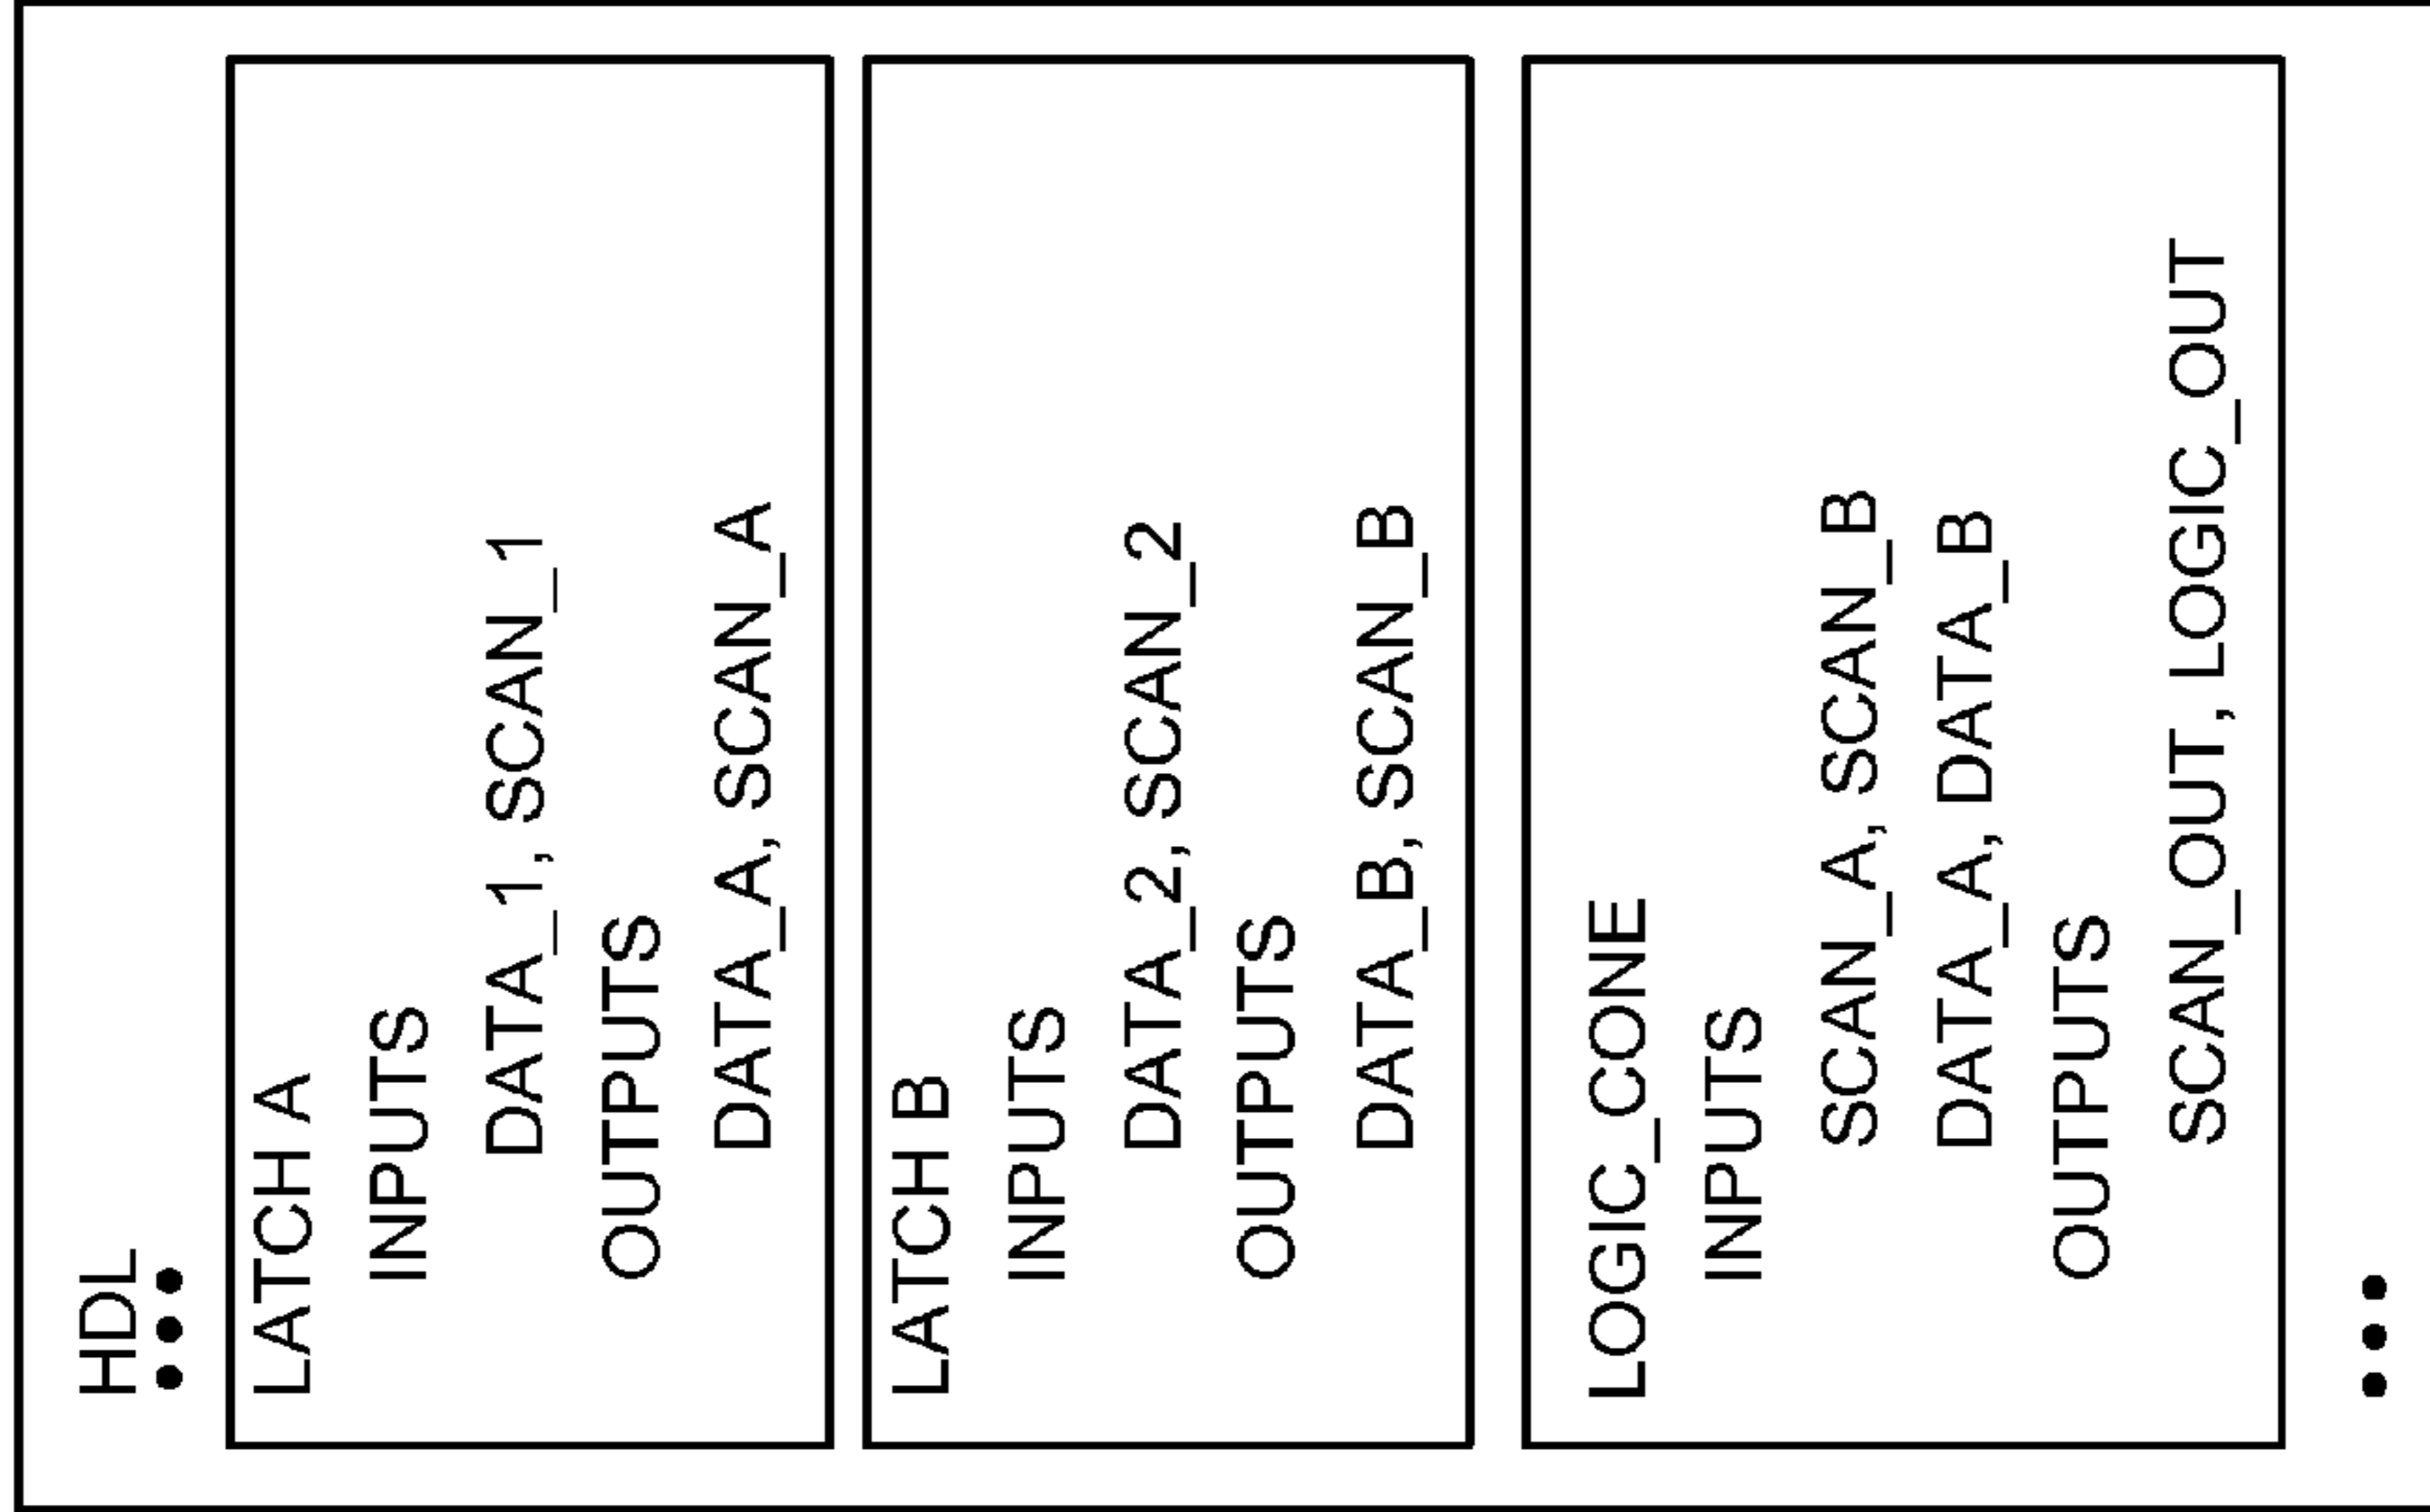 HDL
LATCH A
INPUTS
DATA_1, SCAN_1
OUTPUTS
DATA_A, SCAN_A
LATCH B
INPUTS
DATA_2, SCAN_2
OUTPUTS
DATA_B, SCAN_B
LOGIC_CONE
INPUTS
SCAN_A, SCAN_B
DATA_A, DATA_B
OUTPUTS
SCAN_OUT, LOGIC_OUT